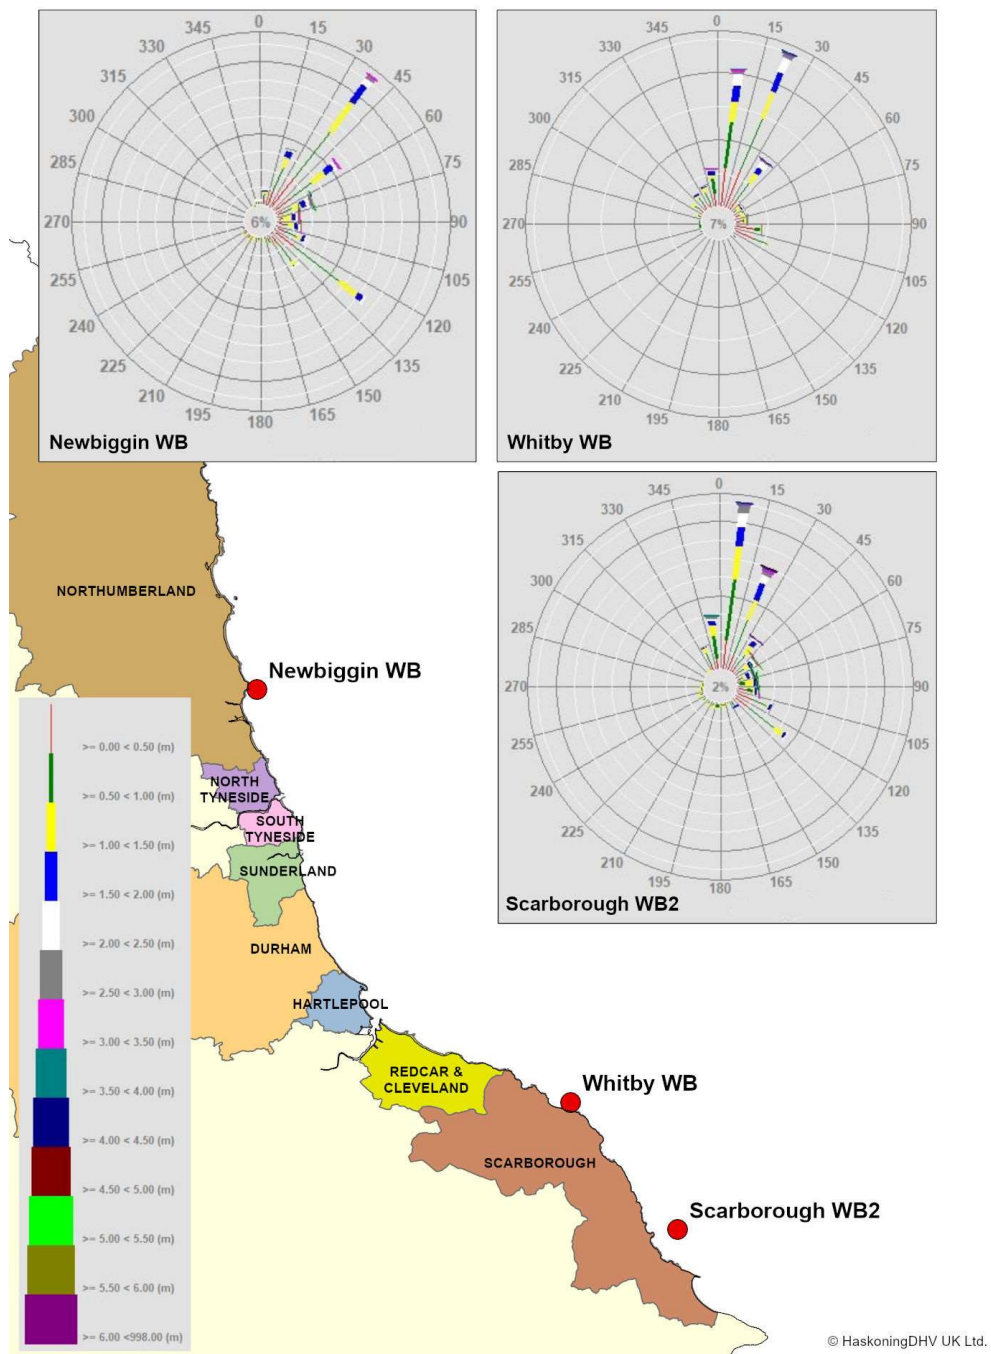 0
15
30
45
60
75
90
105
120
135
150
165
180
195
210
225
240
255
270
285
300
315
330
345
6%
Newbiggin WB
0
15
30
45
60
75
90
105
120
135
150
165
180
195
210
225
240
255
270
285
300
315
330
345
7%
Whitby WB
0
15
30
45
60
75
90
105
120
135
150
165
180
195
210
225
240
255
270
285
300
315
330
345
2%
Scarborough WB2
NORTHUMBERLAND
Newbiggin WB
NORTH
TYNESIDE
SOUTH
TYNESIDE
SUNDERLAND
DURHAM
HARTLEPOOL
REDCAR &
CLEVELAND
Whitby WB
SCARBOROUGH
Scarborough WB2
>= 0.00 < 0.50 (m)
>= 0.50 < 1.00 (m)
>= 1.00 < 1.50 (m)
>= 1.50 < 2.00 (m)
>= 2.00 < 2.50 (m)
>= 2.50 < 3.00 (m)
>= 3.00 < 3.50 (m)
>= 3.50 < 4.00 (m)
>= 4.00 < 4.50 (m)
>= 4.50 < 5.00 (m)
>= 5.00 < 5.50 (m)
>= 5.50 < 6.00 (m)
>= 6.00 <998.00 (m)
© HaskoningDHV UK Ltd.